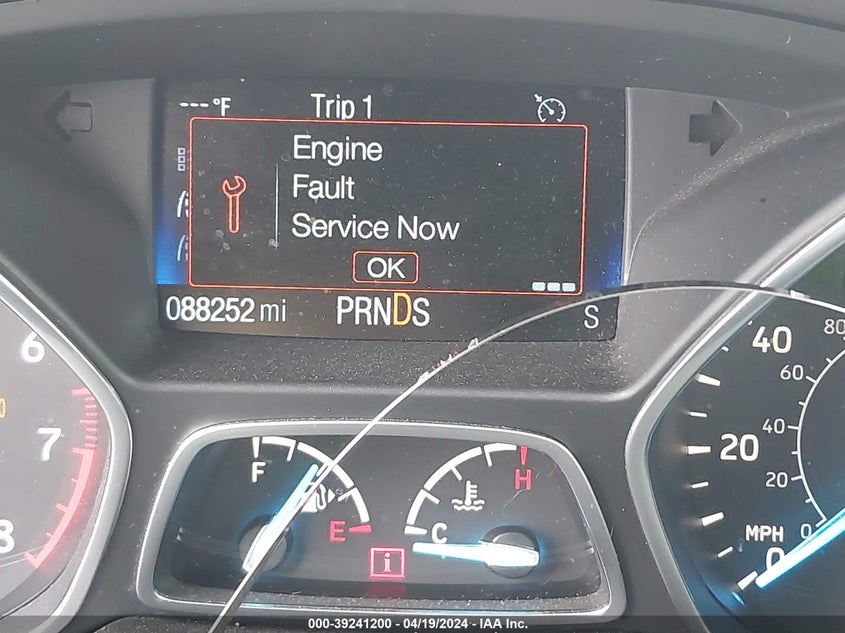 ---°F Trip 1
Engine
Fault
Service Now
OK
088252 mi PRNDS S
6
7
8
F
E
H
C
i
40
20
0
MPH
80
60
40
20
0
000-39241200 - 04/19/2024 - IAA Inc.